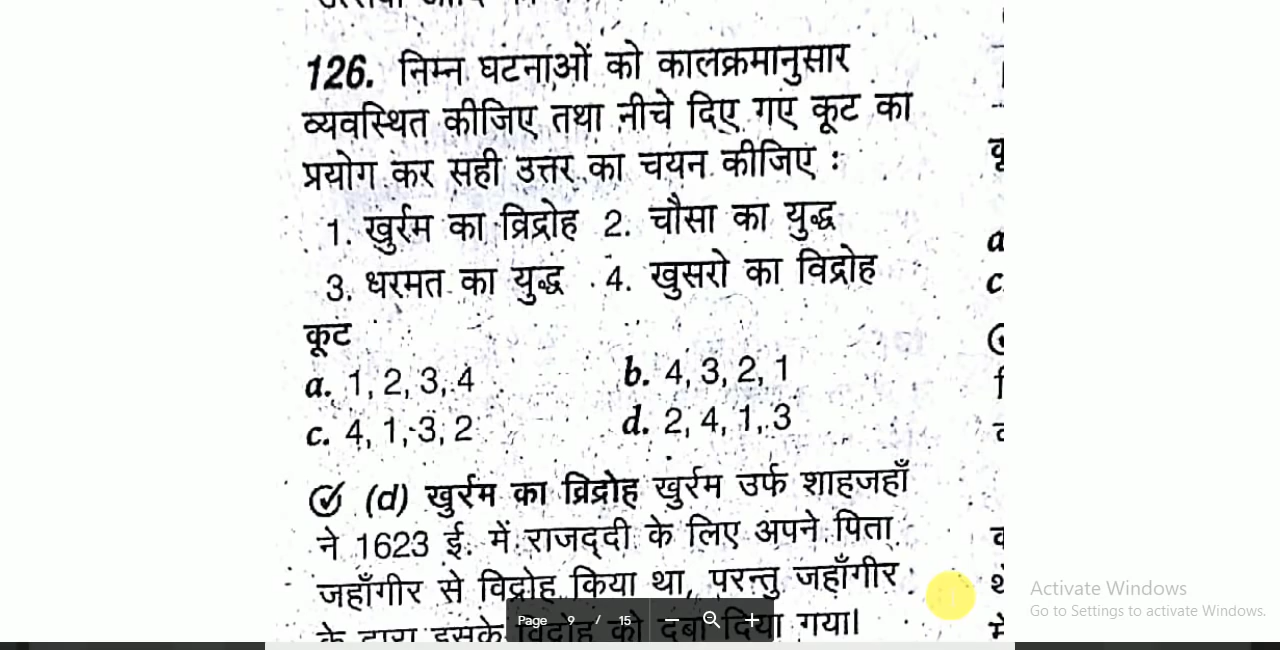 126. निम्न घटनाओं को कालक्रमानुसार
व्यवस्थित कीजिए तथा नीचे दिए गए कूट का
प्रयोग कर सही उत्तर का चयन कीजिए :
1. खुर्रम का विद्रोह 2. चौसा का युद्ध
3. धरमत का युद्ध 4. खुसरो का विद्रोह
कूट
a. 1, 2, 3, 4 b. 4, 3, 2, 1
c. 4, 1, 3, 2 d. 2, 4, 1, 3
(d) खुर्रम का विद्रोह खुर्रम उर्फ शाहजहाँ
ने 1623 ई. में राजद्दी के लिए अपने पिता
जहाँगीर से विद्रोह किया था, परन्तु जहाँगीर
के द्वारा इसके विद्रोह को दबा दिया गया।
a
c
Page 9 / 15
Activate Windows
Go to Settings to activate Windows.